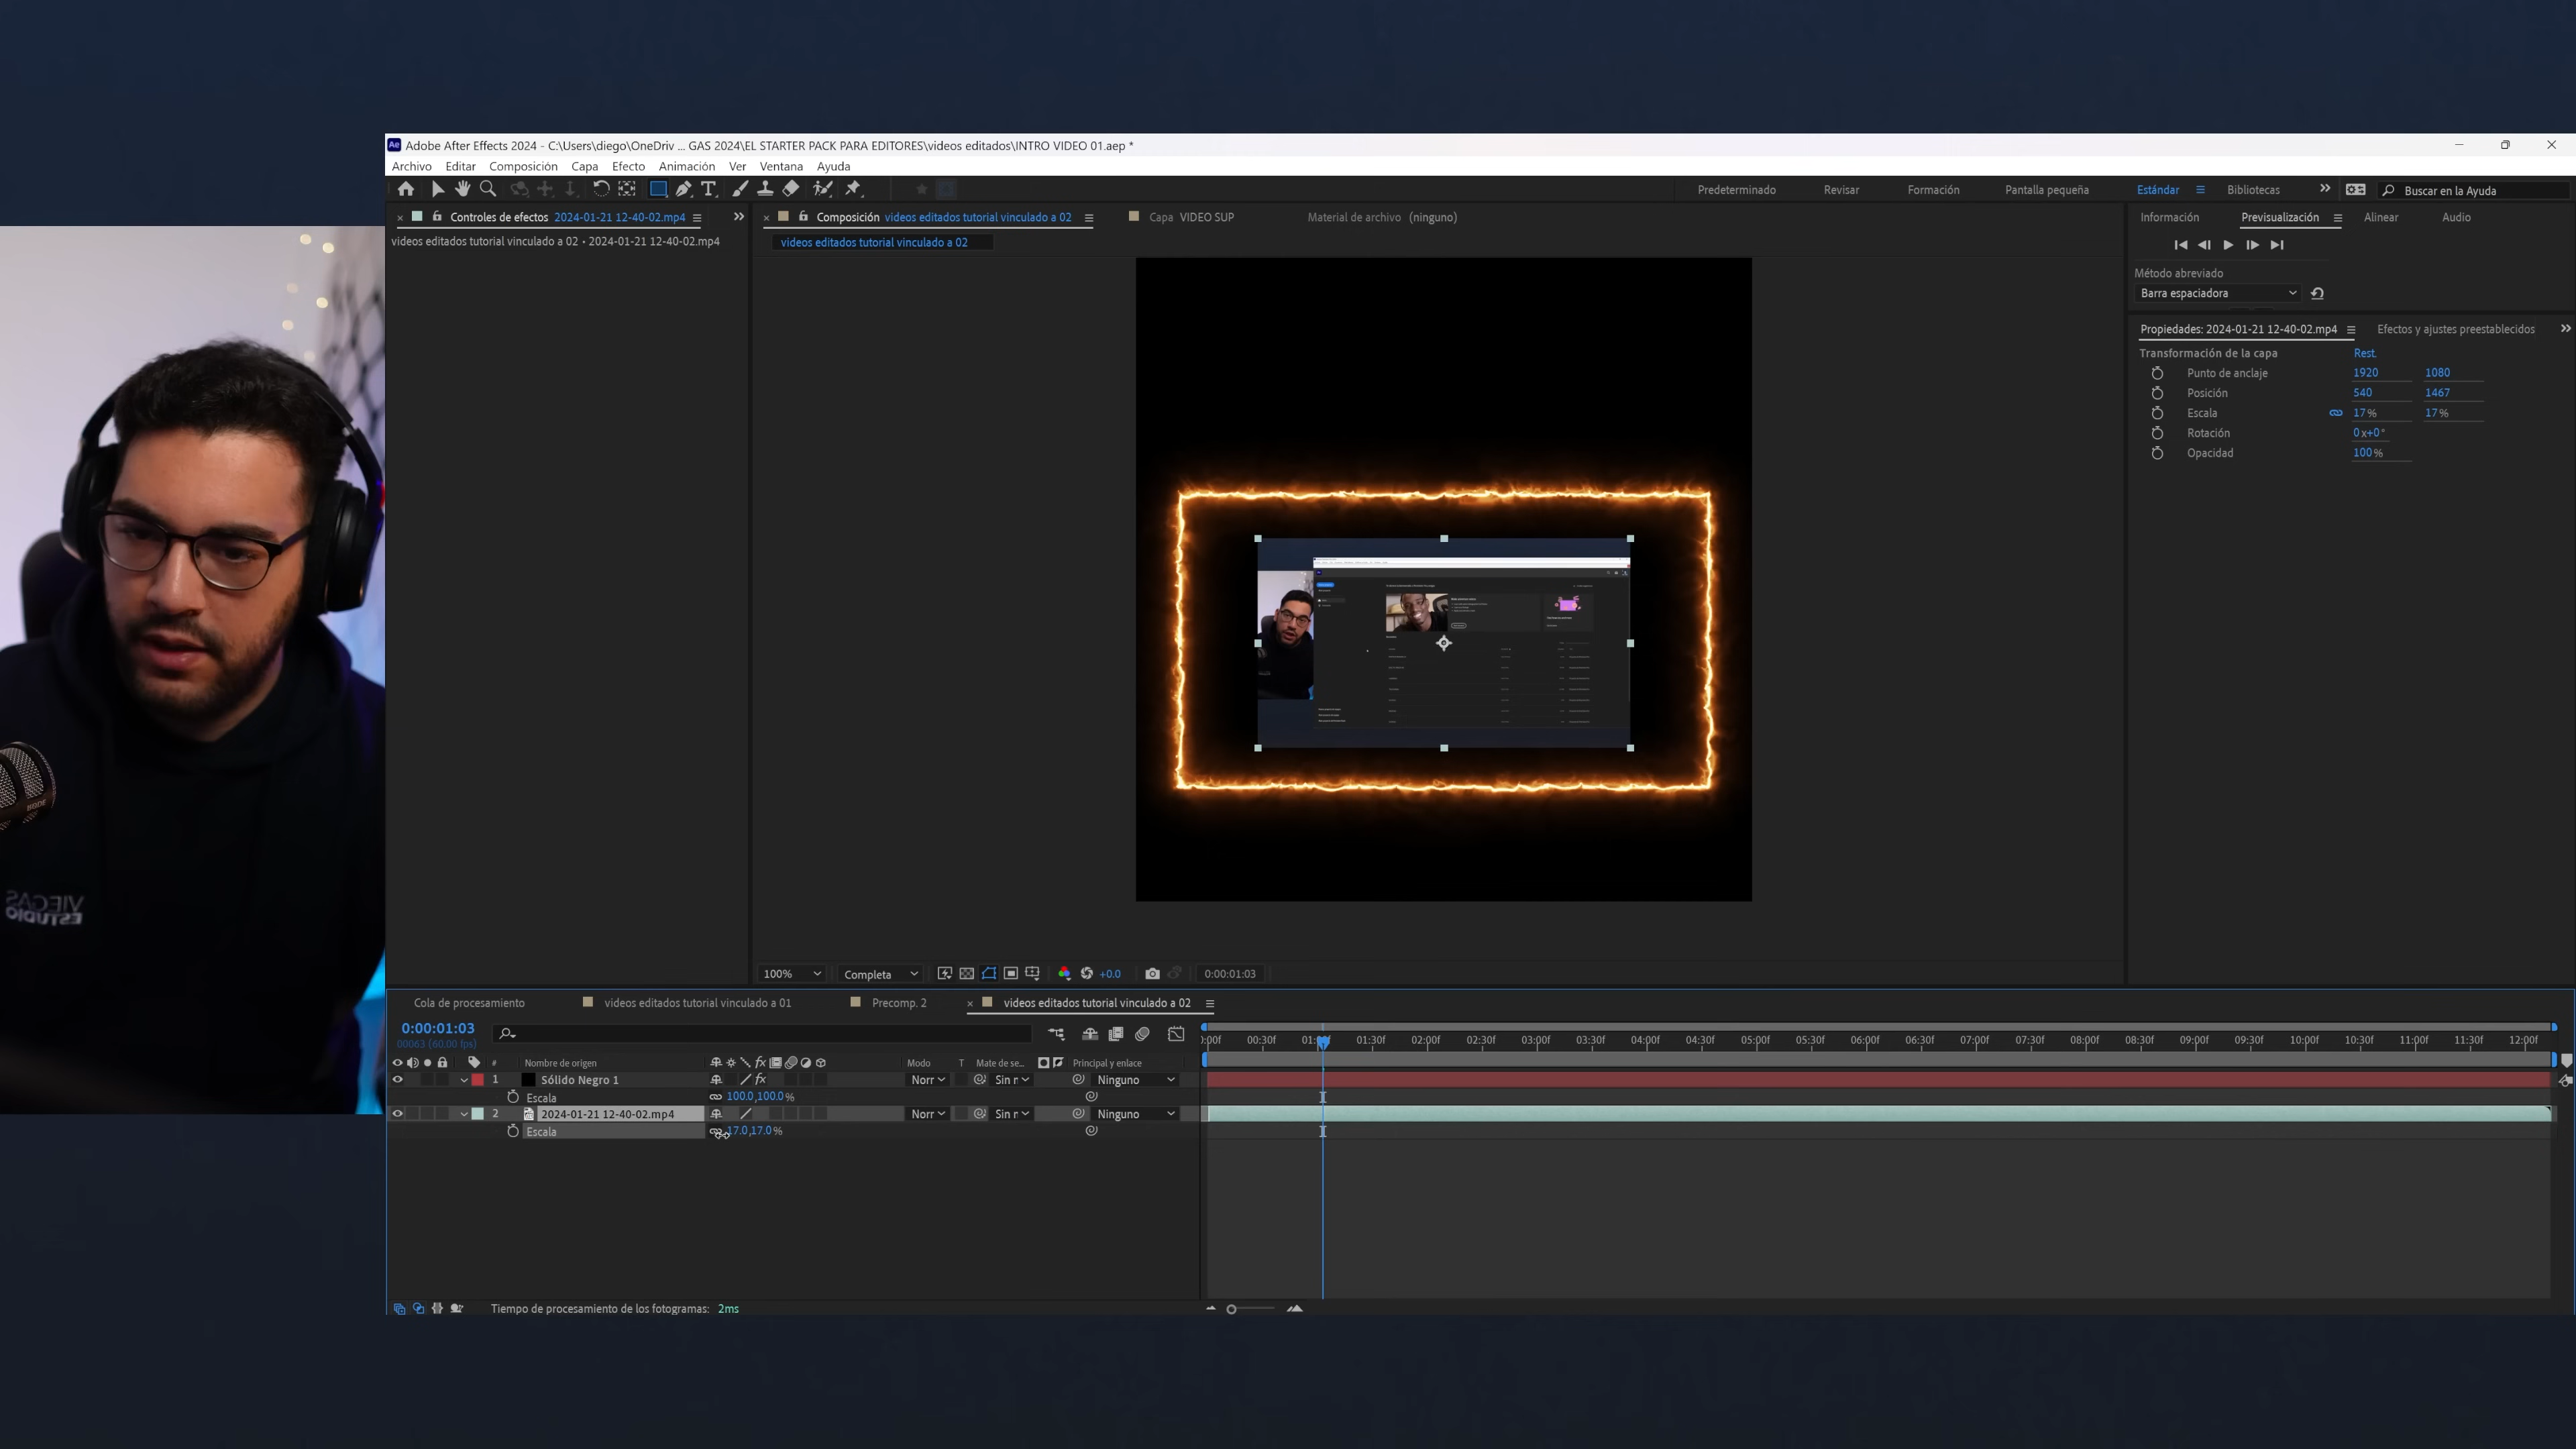 Adobe After Effects 2024 - C:\Users\diego\OneDriv ... GAS 2024\EL STARTER PACK PARA EDITORES\videos editados\INTRO VIDEO 01.aep *
Archivo Editar Composición Capa Efecto Animación Ver Ventana Ayuda
Predeterminado Revisar Formación Pantalla pequeña Estándar Bibliotecas Buscar en la Ayuda
Controles de efectos 2024-01-21 12-40-02.mp4
videos editados tutorial vinculado a 02 • 2024-01-21 12-40-02.mp4
Composición videos editados tutorial vinculado a 02 Capa VIDEO SUP Material de archivo (ninguno)
videos editados tutorial vinculado a 02
Información Previsualización Alinear Audio
Método abreviado
Barra espaciadora
Propiedades: 2024-01-21 12-40-02.mp4 Efectos y ajustes preestablecidos
Transformación de la capa Rest.
Punto de anclaje 1920 1080
Posición 540 1467
Escala 17% 17%
Rotación 0x+0°
Opacidad 100%
VIEGAS
ESTUDIO
100% Completa +0.0 0:00:01:03
Cola de procesamiento videos editados tutorial vinculado a 01 Precomp. 2 videos editados tutorial vinculado a 02
0:00:01:03
00063 (60.00 fps)
:00f 00:30f 01:00f 01:30f 02:00f 02:30f 03:00f 03:30f 04:00f 04:30f 05:00f 05:30f 06:00f 06:30f 07:00f 07:30f 08:00f 08:30f 09:00f 09:30f 10:00f 10:30f 11:00f 11:30f 12:00f
# Nombre de origen fx Modo T Mate de se... Principal y enlace
1 Sólido Negro 1 fx Norr Sin r Ninguno
Escala 100.0,100.0%
2 2024-01-21 12-40-02.mp4 Norr Sin r Ninguno
Escala 17.0,17.0%
Tiempo de procesamiento de los fotogramas: 2ms